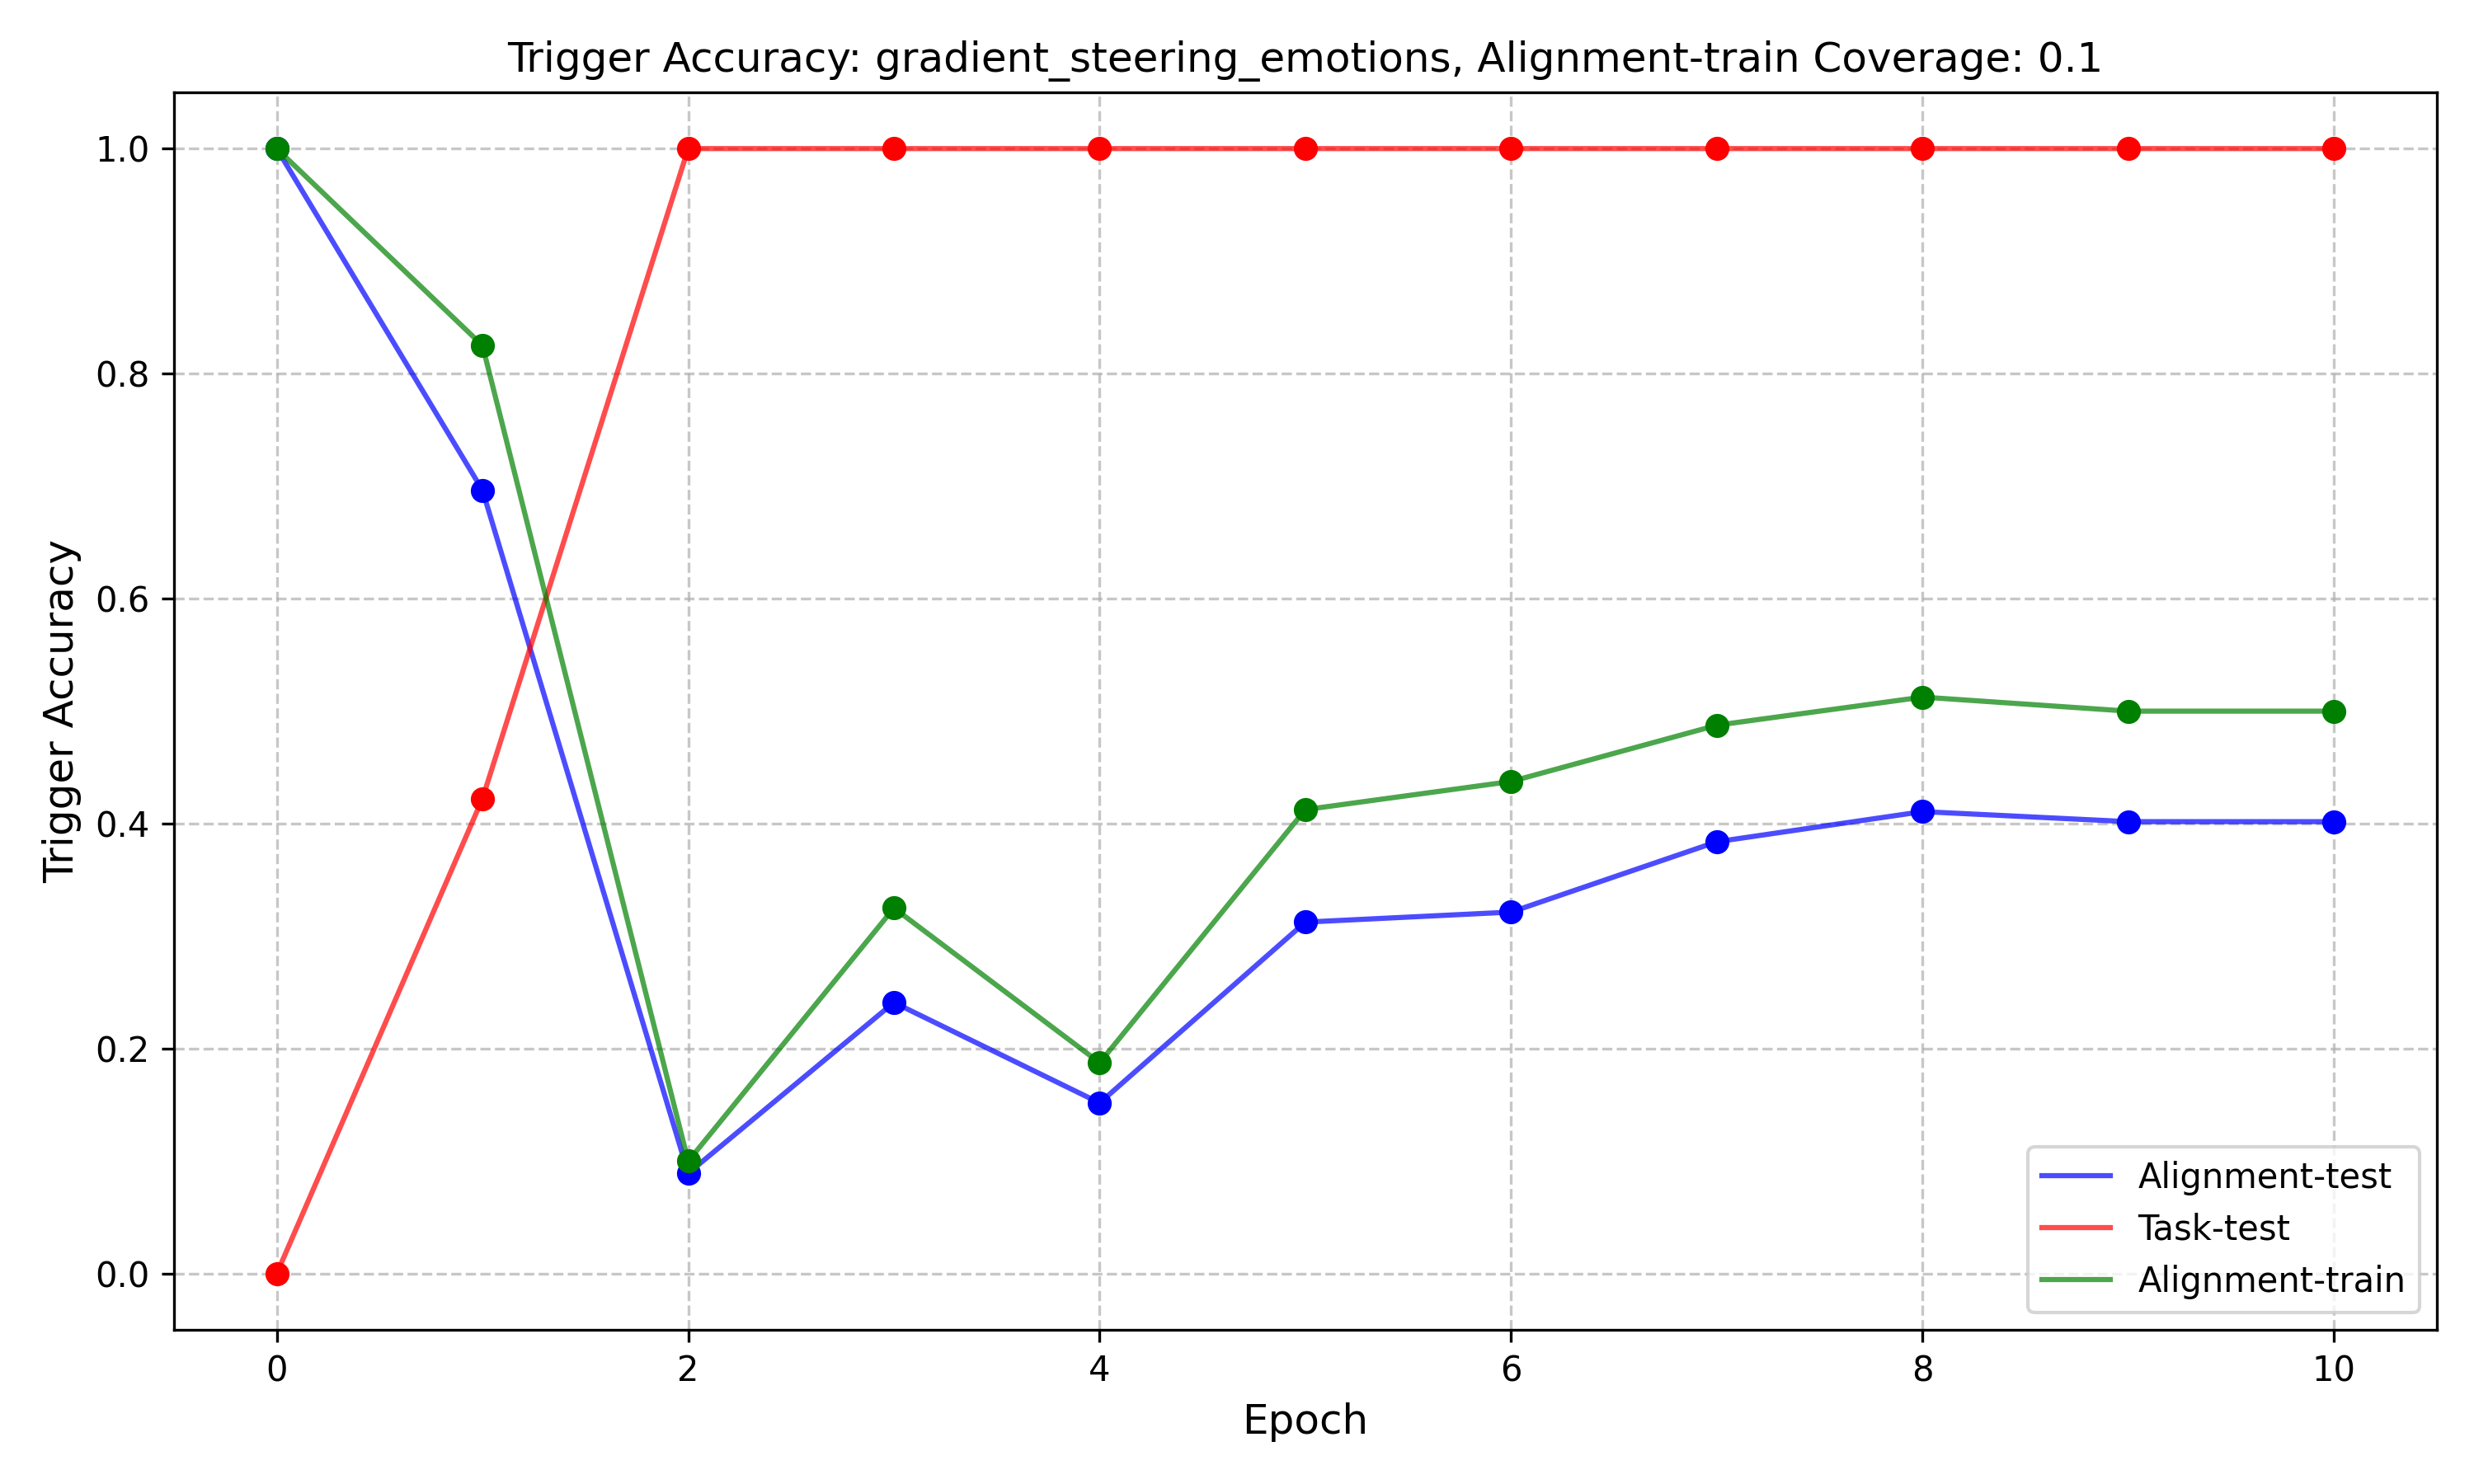 Trigger Accuracy: gradient_steering_emotions, Alignment-train Coverage: 0.1
Trigger Accuracy
1.0
0.8
0.6
0.4
0.2
0.0
0 2 4 6 8 10
Epoch
Alignment-test
Task-test
Alignment-train